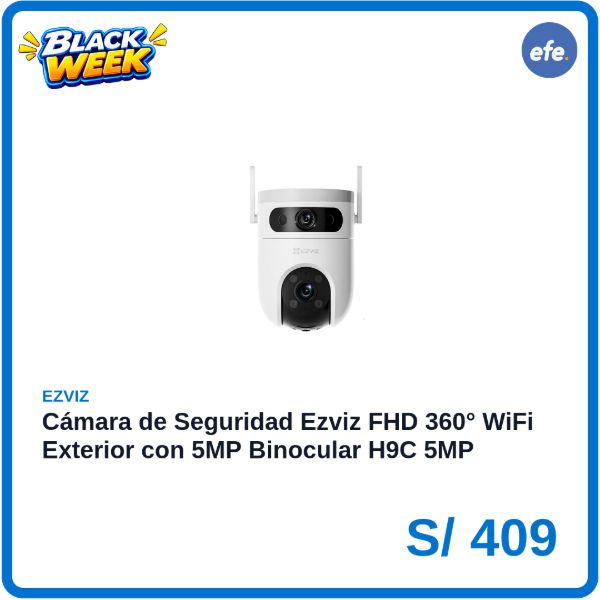 BLACK
WEEK
efe.
EZVIZ
EZVIZ
Cámara de Seguridad Ezviz FHD 360° WiFi
Exterior con 5MP Binocular H9C 5MP
S/ 409